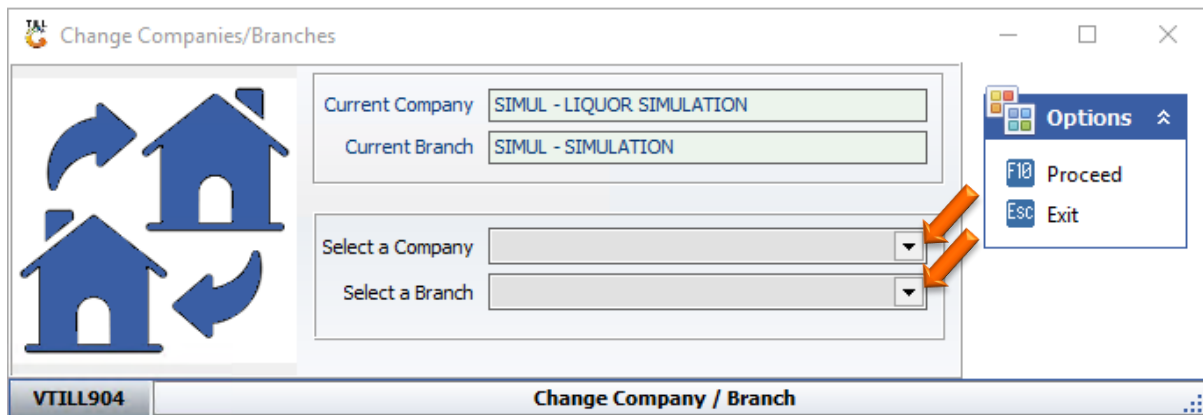 TILL
Change Companies/Branches
Current Company SIMUL - LIQUOR SIMULATION
Current Branch SIMUL - SIMULATION
Select a Company
Select a Branch
Options
F10 Proceed
Esc Exit
VTILL904 Change Company / Branch